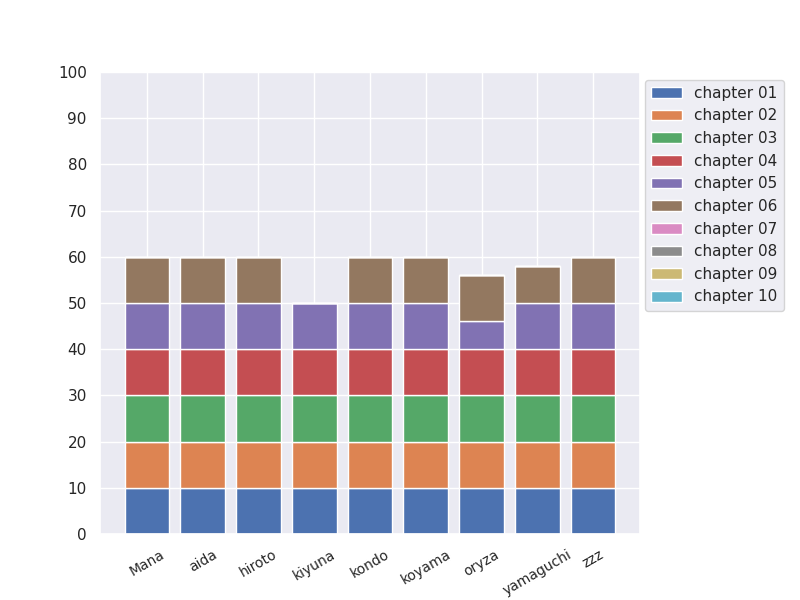 100
90
80
70
60
50
40
30
20
10
0
Mana
aida
hiroto
kiyuna
kondo
koyama
oryza
yamaguchi
zzz
chapter 01
chapter 02
chapter 03
chapter 04
chapter 05
chapter 06
chapter 07
chapter 08
chapter 09
chapter 10